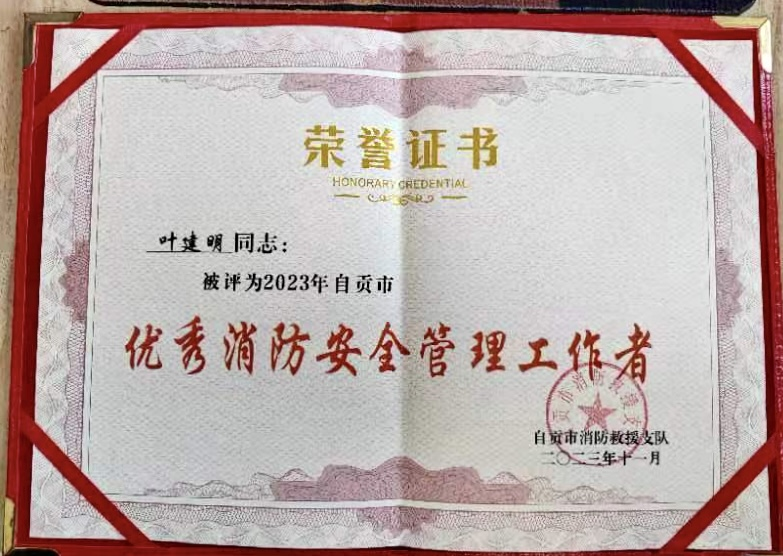 荣誉证书
HONORARY CREDENTIAL
叶建明同志：
被评为2023年自贡市
优秀消防安全管理工作者
自贡市消防救援支队
二〇二三年十一月